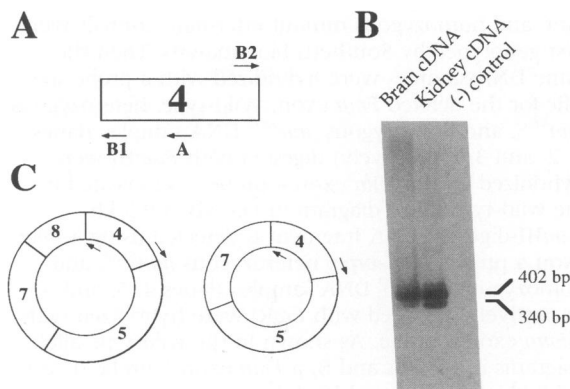 A
B2
4
B1
A
B
Brain cDNA
Kidney cDNA
(-) control
402 bp
340 bp
C
8
4
7
5
4
7
5